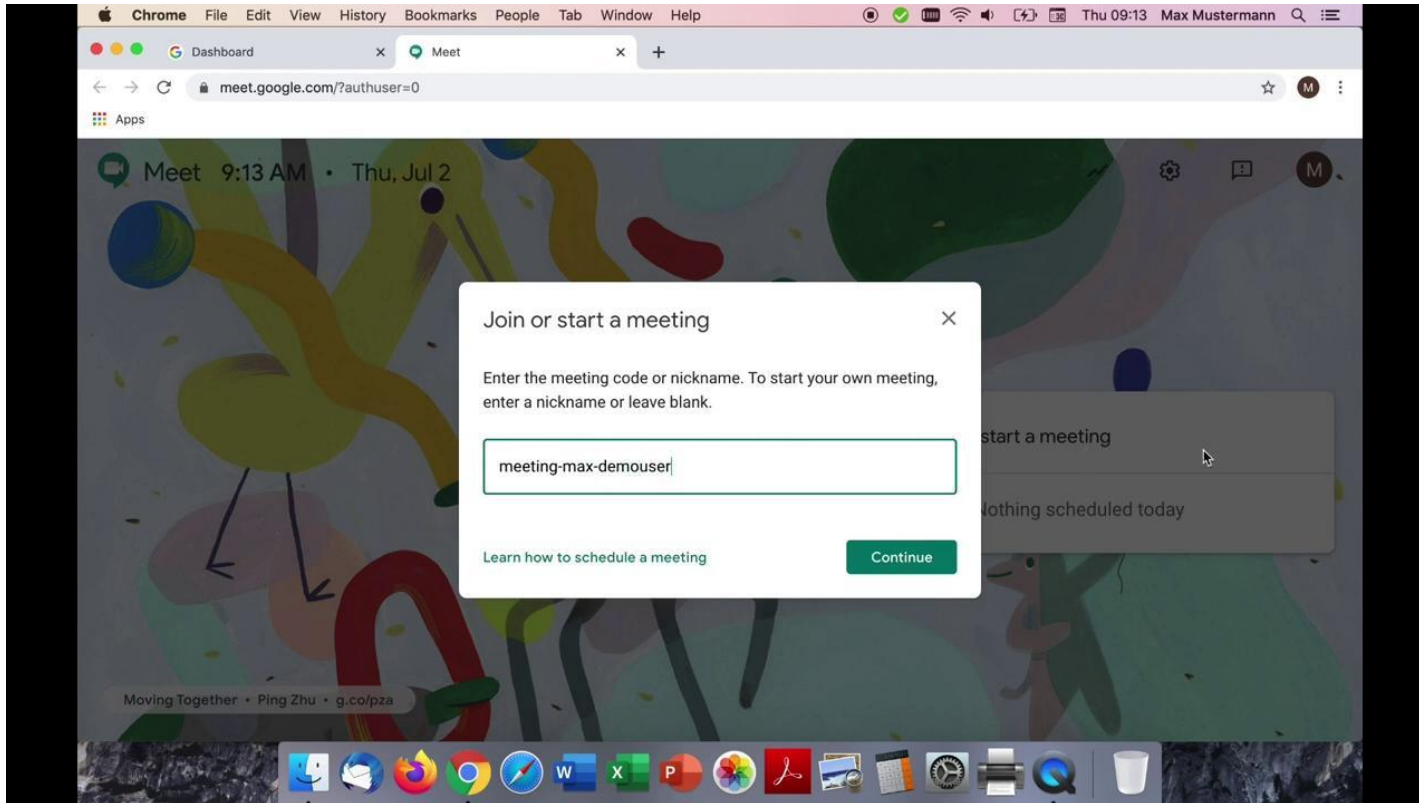 Chrome File Edit View History Bookmarks People Tab Window Help Thu 09:13 Max Mustermann
Dashboard Meet
meet.google.com/?authuser=0 M
Apps
Meet 9:13 AM • Thu, Jul 2 M
Join or start a meeting
Enter the meeting code or nickname. To start your own meeting,
enter a nickname or leave blank.
start a meeting
meeting-max-demouser
Nothing scheduled today
Learn how to schedule a meeting Continue
Moving Together • Ping Zhu • g.co/pza
W X P